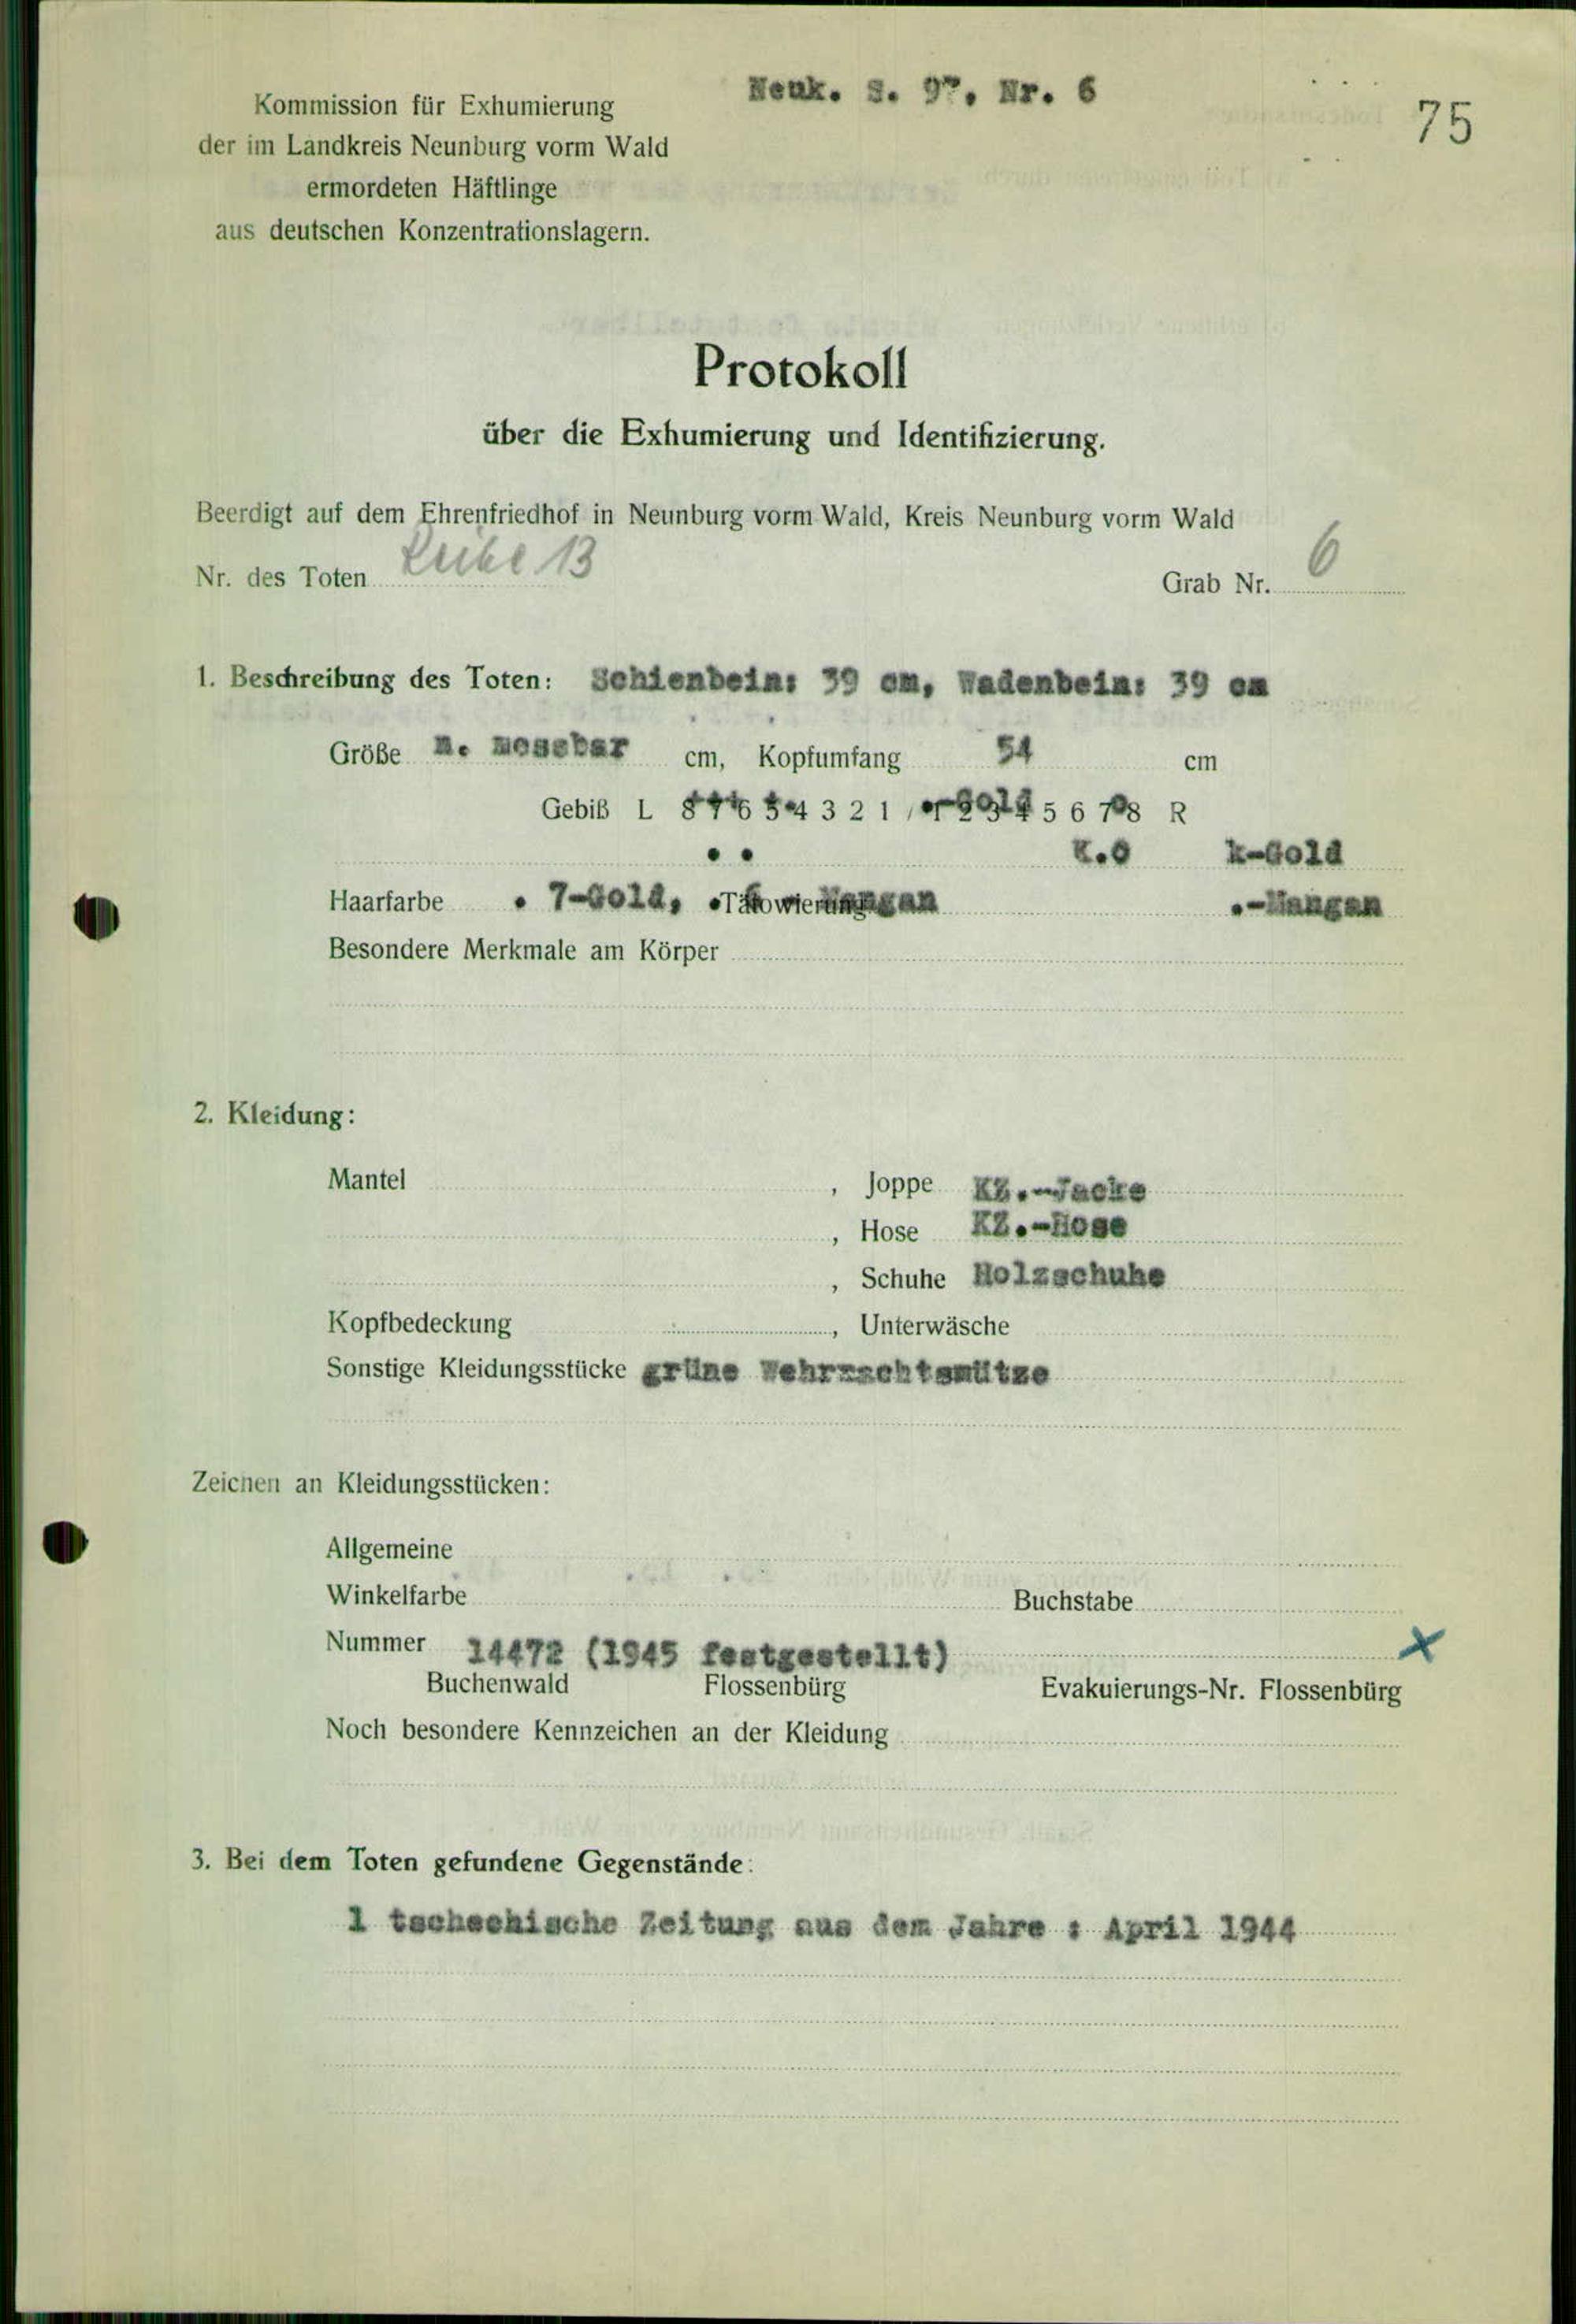 Neuk. S. 97, Nr. 6
75
Kommission für Exhumierung
der im Landkreis Neunburg vorm Wald
ermordeten Häftlinge
aus deutschen Konzentrationslagern.
Protokoll
über die Exhumierung und Identifizierung.
Beerdigt auf dem Ehrenfriedhof in Neunburg vorm Wald, Kreis Neunburg vorm Wald
Nr. des Toten Reihe 13 Grab Nr. 6
1. Beschreibung des Toten: Schienbein: 39 cm, Wadenbein: 39 cm
Größe n. messbar cm, Kopfumfang 54 cm
Gebiß L 8 7 6 5 4 3 2 1 1 2 3 4 5 6 7 8 R
K.O k-Gold
Haarfarbe . 7-Gold, Tätowierung .-Mangan
Besondere Merkmale am Körper
2. Kleidung:
Mantel , Joppe KZ.-Jacke
, Hose KZ.-Hose
, Schuhe Holzschuhe
Kopfbedeckung , Unterwäsche
Sonstige Kleidungsstücke grüne Wehrmachtsmütze
Zeichen an Kleidungsstücken:
Allgemeine
Winkelfarbe Buchstabe
Nummer 14472 (1945 festgestellt) x
Buchenwald Flossenbürg Evakuierungs-Nr. Flossenbürg
Noch besondere Kennzeichen an der Kleidung
3. Bei dem Toten gefundene Gegenstände:
1 tschechische Zeitung aus dem Jahre : April 1944